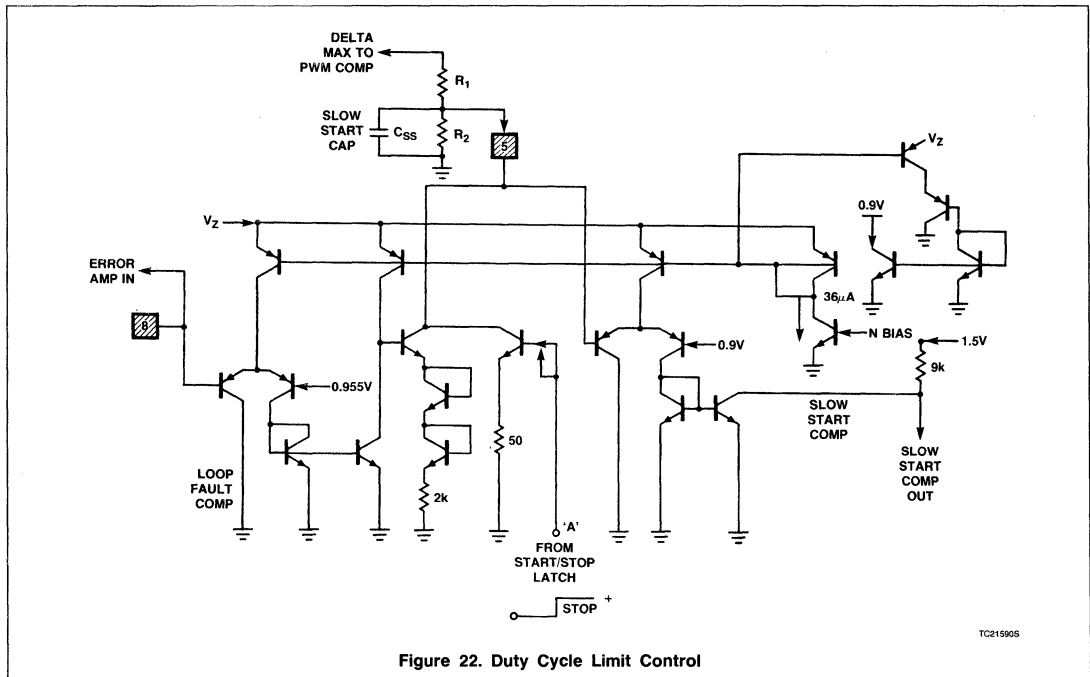 DELTA
MAX TO
PWM COMP
R1
SLOW
START
CAP
CSS
R2
5
VZ
VZ
0.9V
ERROR
AMP IN
36μA
8
N BIAS
0.9V
1.5V
0.955V
9k
SLOW
START
COMP
50
LOOP
FAULT
COMP
SLOW
START
COMP OUT
2k
'A'
FROM
START/STOP
LATCH
STOP
+
TC21590S
Figure 22. Duty Cycle Limit Control